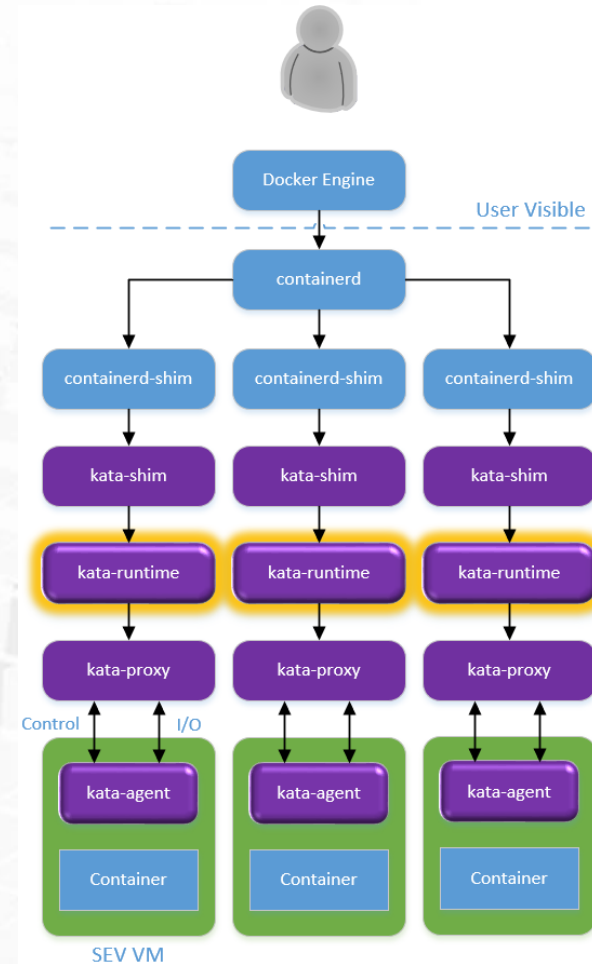 Docker Engine
User Visible
containerd
containerd-shim containerd-shim containerd-shim
kata-shim kata-shim kata-shim
kata-runtime kata-runtime kata-runtime
kata-proxy kata-proxy kata-proxy
Control I/O
kata-agent kata-agent kata-agent
Container Container Container
SEV VM